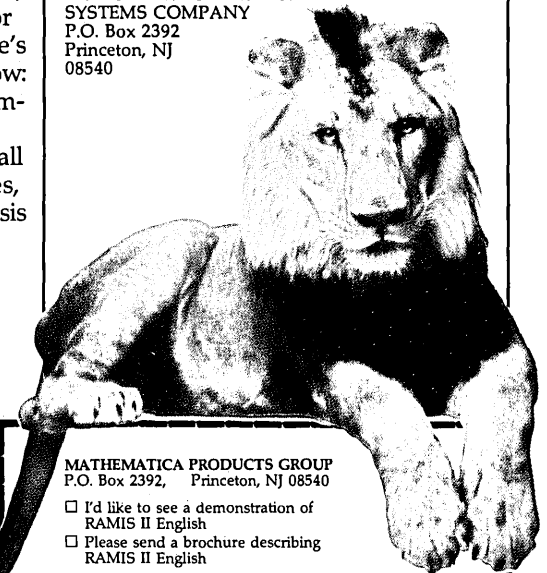 or
e's
ow:
m-
all
es,
sis
SYSTEMS COMPANY
P.O. Box 2392
Princeton, NJ
08540
MATHEMATICA PRODUCTS GROUP
P.O. Box 2392, Princeton, NJ 08540
☐ I'd like to see a demonstration of
RAMIS II English
☐ Please send a brochure describing
RAMIS II English